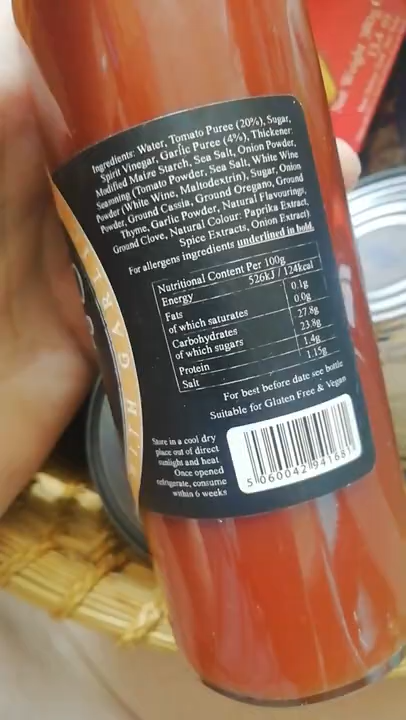 Ingredients: Water, Tomato Puree (20%), Sugar,
Spirit Vinegar, Garlic Puree (4%), Thickener:
Modified Maize Starch, Sea Salt, Onion Powder,
Seasoning (Tomato Powder, Sea Salt, White Wine
Powder (White Wine, Maltodextrin), Sugar, Onion
Powder, Ground Cassia, Ground Oregano, Ground
Thyme, Garlic Powder, Natural Flavourings,
Ground Clove, Natural Colour: Paprika Extract,
Spice Extracts, Onion Extract)
For allergens ingredients underlined in bold.
Nutritional Content Per 100g
Energy 526kJ / 124kcal
Fats 0.1g
of which saturates 0.0g
Carbohydrates 27.8g
of which sugars 23.8g
Protein 1.4g
Salt 1.15g
For best before date see bottle
Suitable for Gluten Free & Vegan
Store in a cool dry
place out of direct
sunlight and heat.
Once opened
refrigerate, consume
within 6 weeks
5 060042 941681
WITH GARL